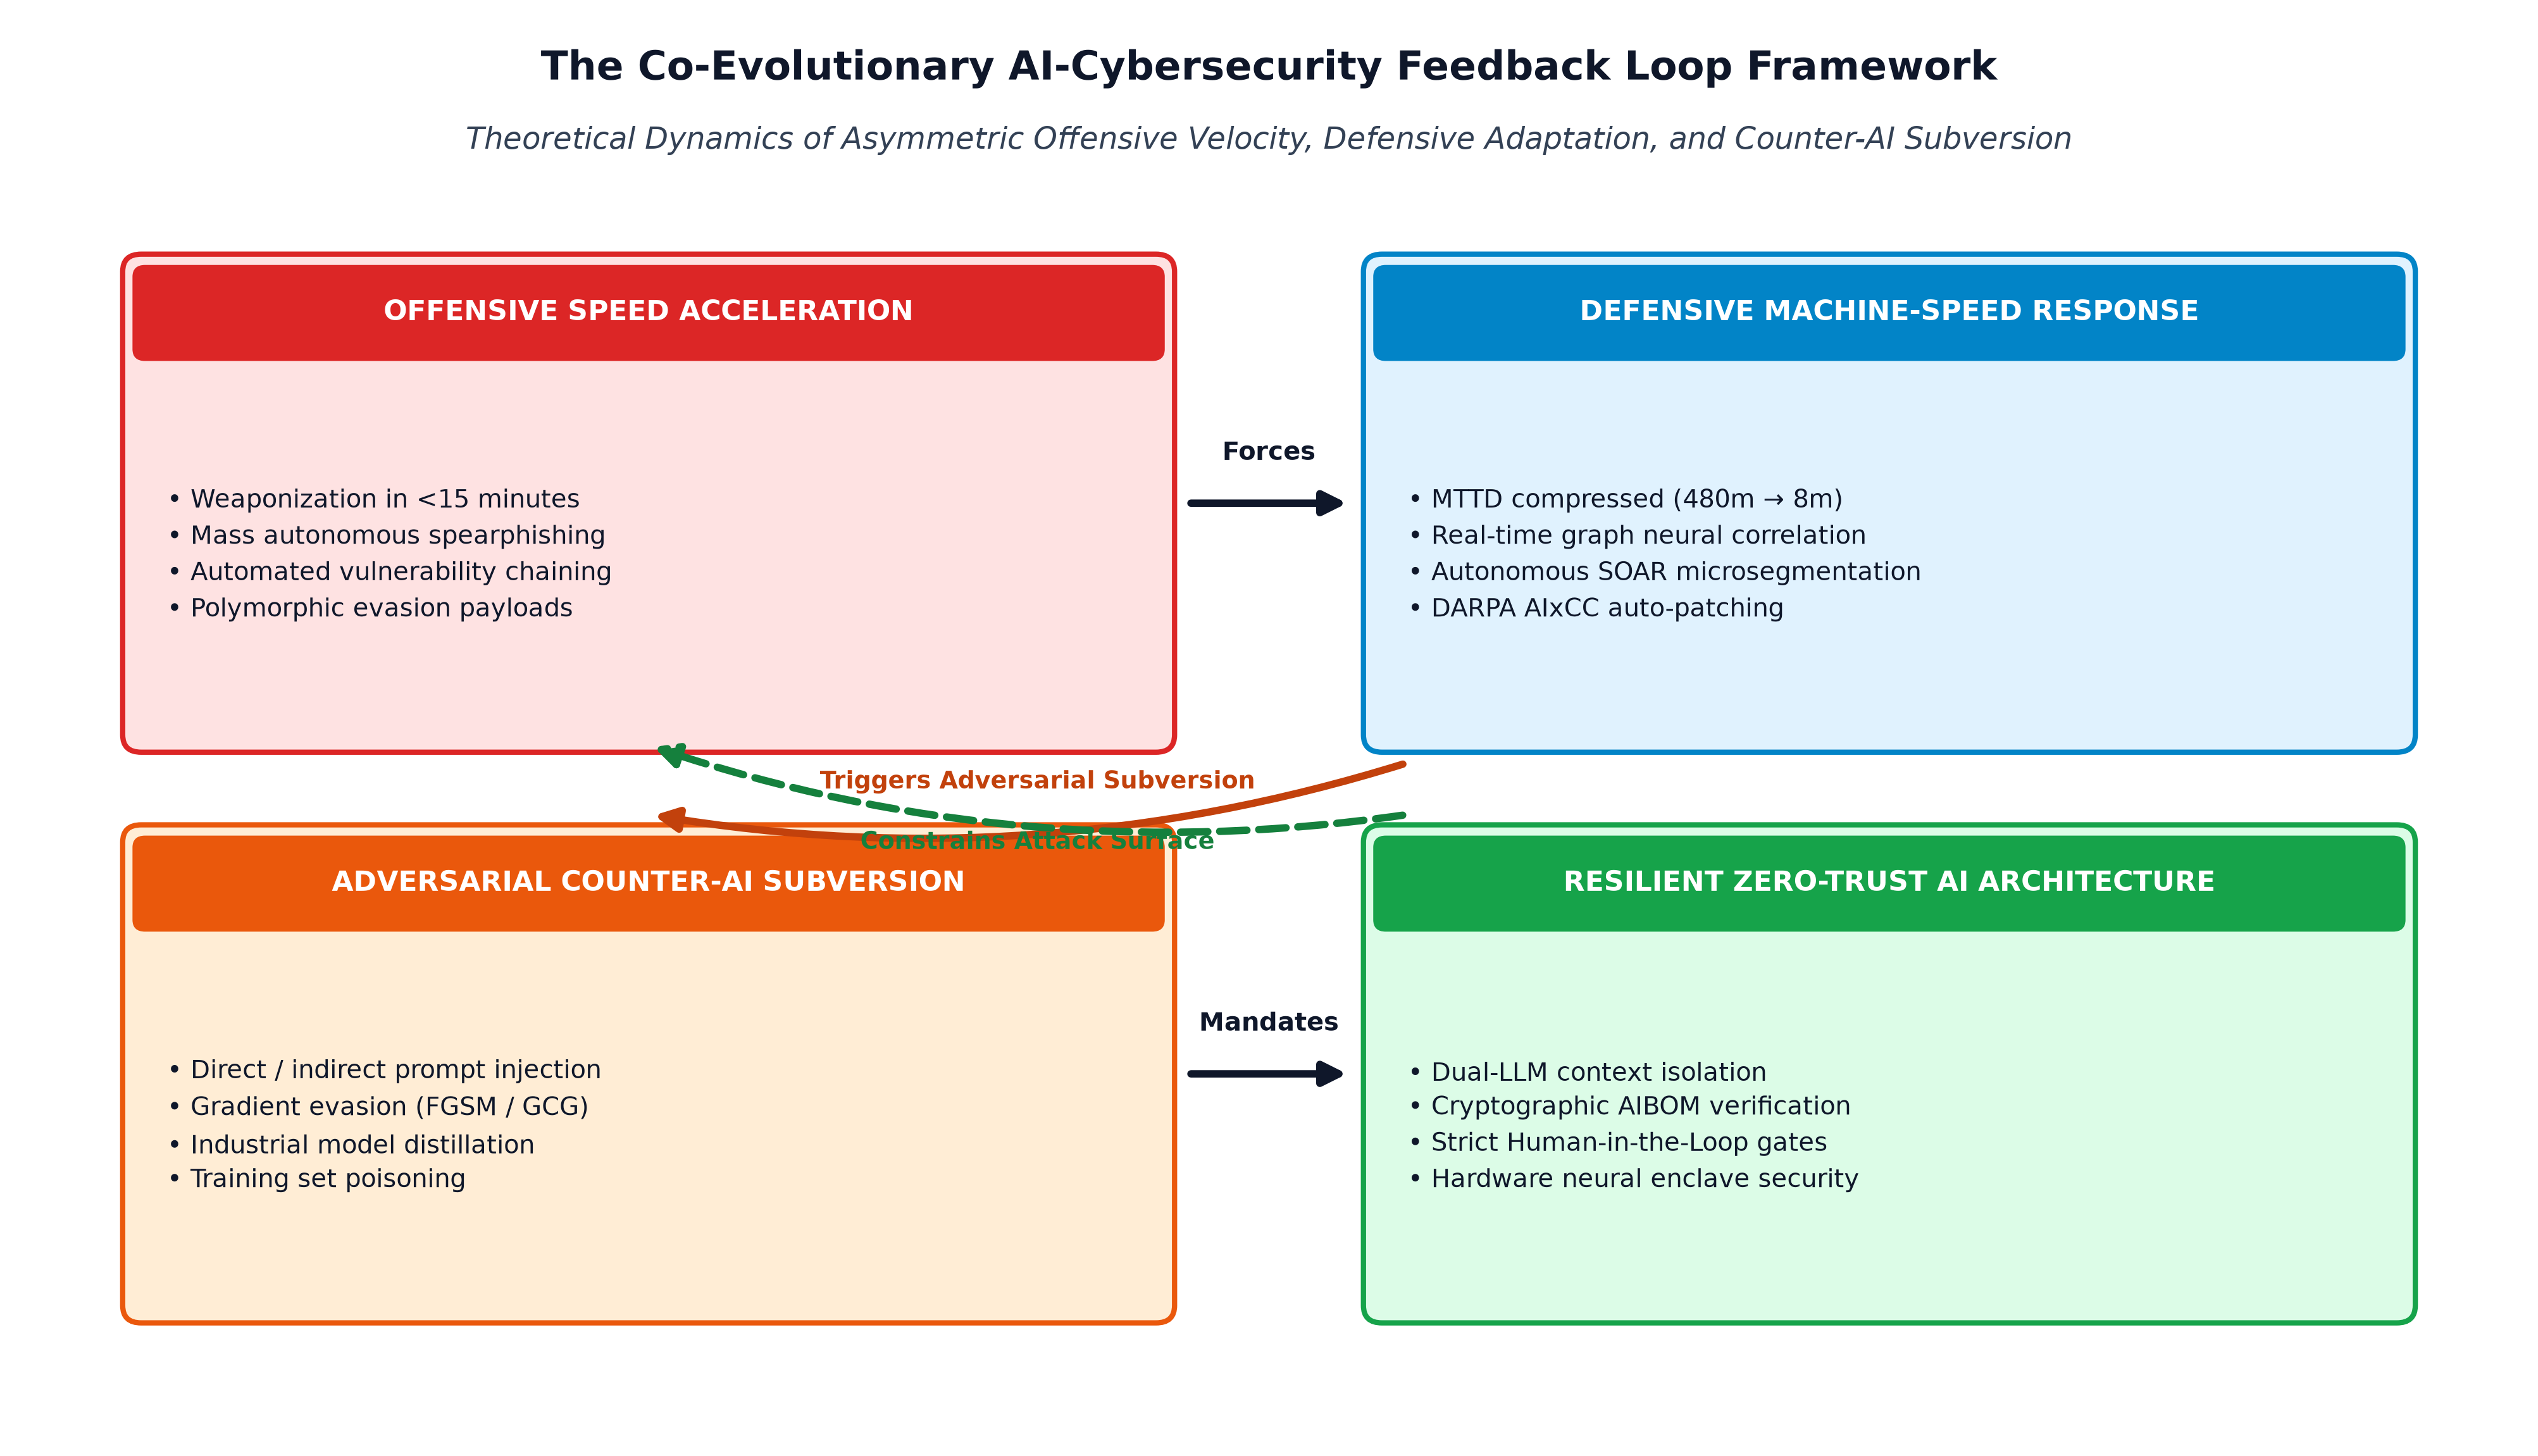 The Co-Evolutionary AI-Cybersecurity Feedback Loop Framework
Theoretical Dynamics of Asymmetric Offensive Velocity, Defensive Adaptation, and Counter-AI Subversion
OFFENSIVE SPEED ACCELERATION
• Weaponization in <15 minutes
• Mass autonomous spearphishing
• Automated vulnerability chaining
• Polymorphic evasion payloads
Forces
DEFENSIVE MACHINE-SPEED RESPONSE
• MTTD compressed (480m → 8m)
• Real-time graph neural correlation
• Autonomous SOAR microsegmentation
• DARPA AIxCC auto-patching
Triggers Adversarial Subversion
Constrains Attack Surface
ADVERSARIAL COUNTER-AI SUBVERSION
• Direct / indirect prompt injection
• Gradient evasion (FGSM / GCG)
• Industrial model distillation
• Training set poisoning
Mandates
RESILIENT ZERO-TRUST AI ARCHITECTURE
• Dual-LLM context isolation
• Cryptographic AIBOM verification
• Strict Human-in-the-Loop gates
• Hardware neural enclave security